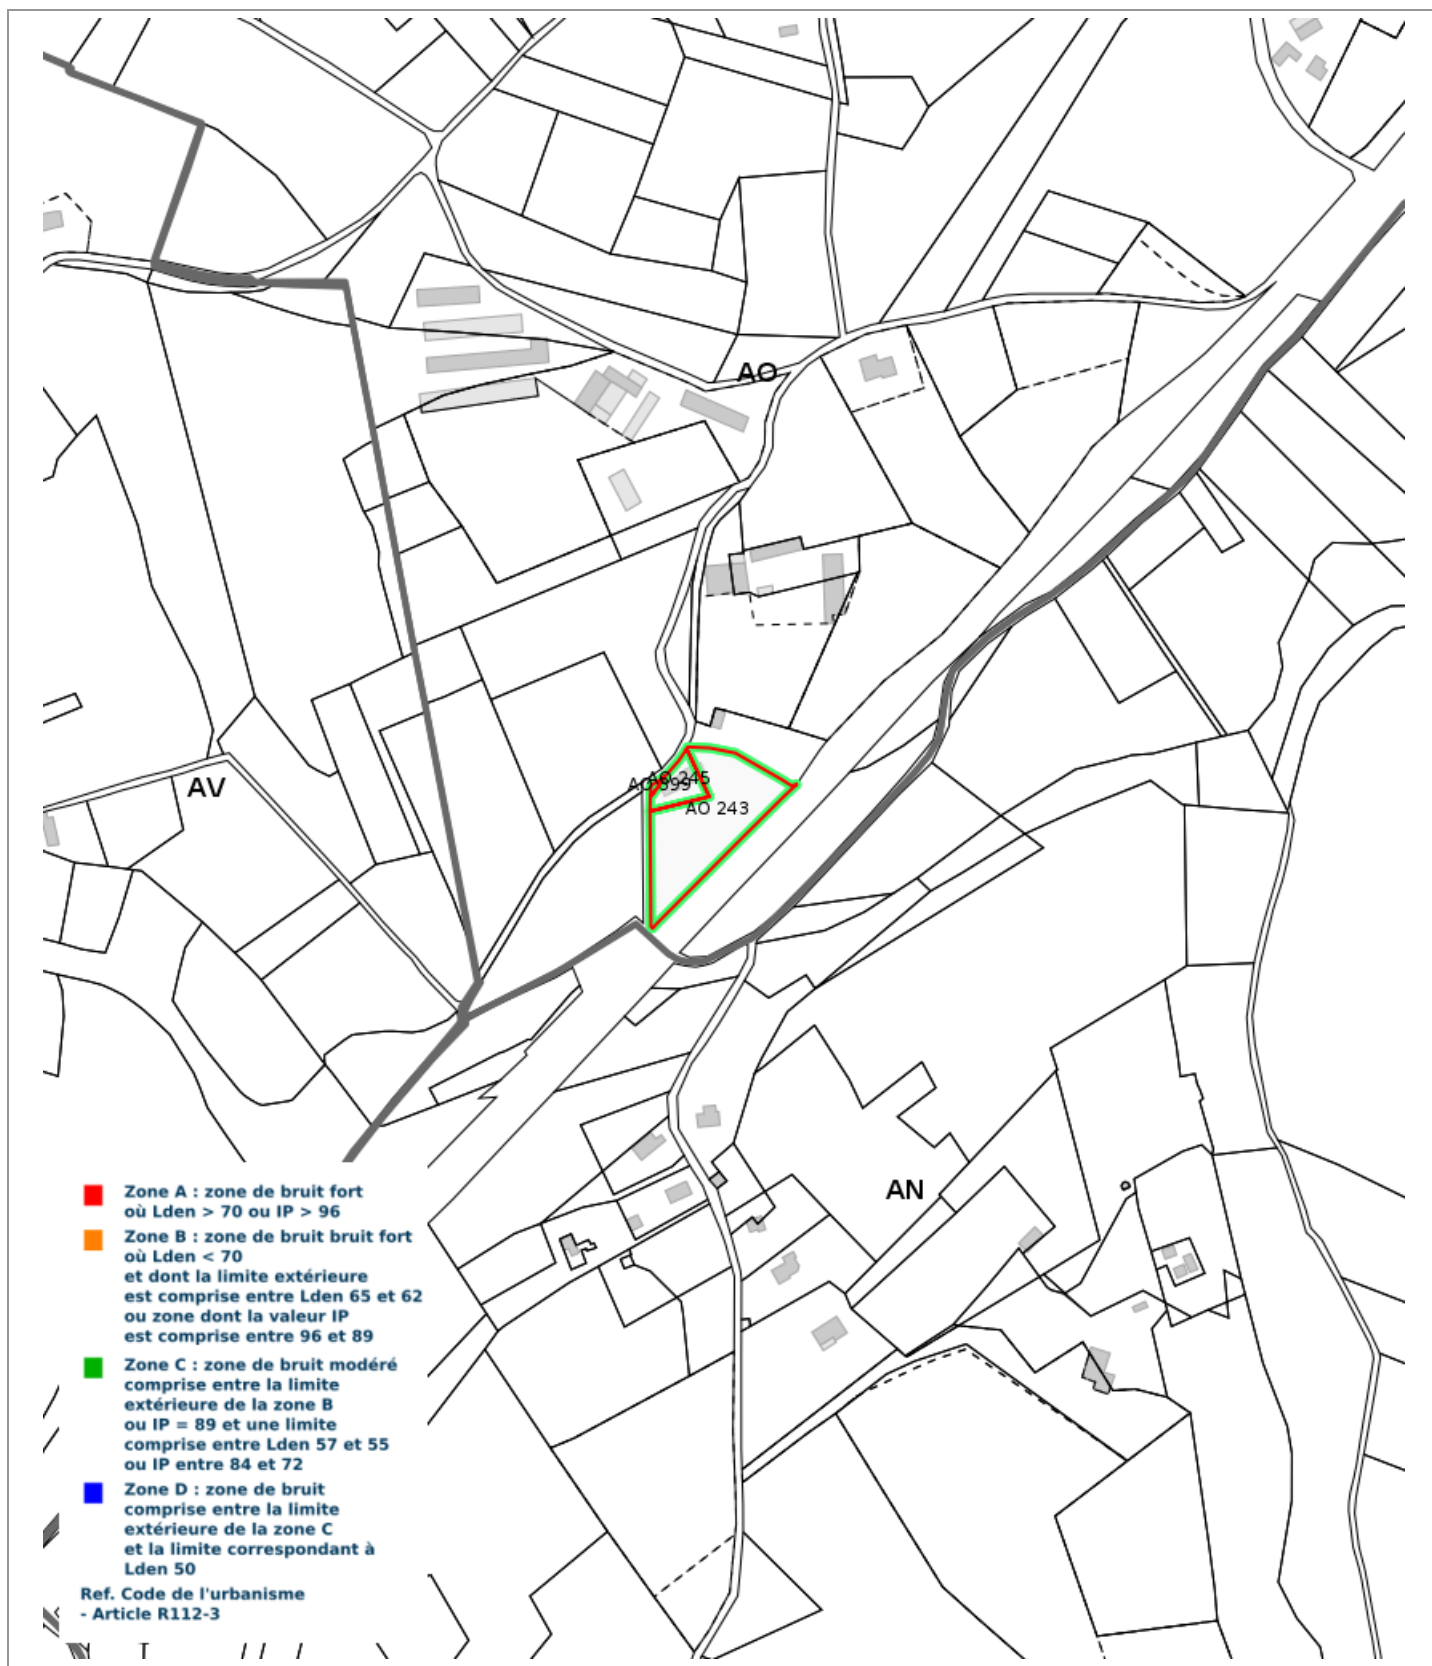 AO
AO 245
AO 399
AO 243
AV
AN
Zone A : zone de bruit fort
où Lden > 70 ou IP > 96
Zone B : zone de bruit bruit fort
où Lden < 70
et dont la limite extérieure
est comprise entre Lden 65 et 62
ou zone dont la valeur IP
est comprise entre 96 et 89
Zone C : zone de bruit modéré
comprise entre la limite
extérieure de la zone B
ou IP = 89 et une limite
comprise entre Lden 57 et 55
ou IP entre 84 et 72
Zone D : zone de bruit
comprise entre la limite
extérieure de la zone C
et la limite correspondant à
Lden 50
Ref. Code de l'urbanisme
- Article R112-3